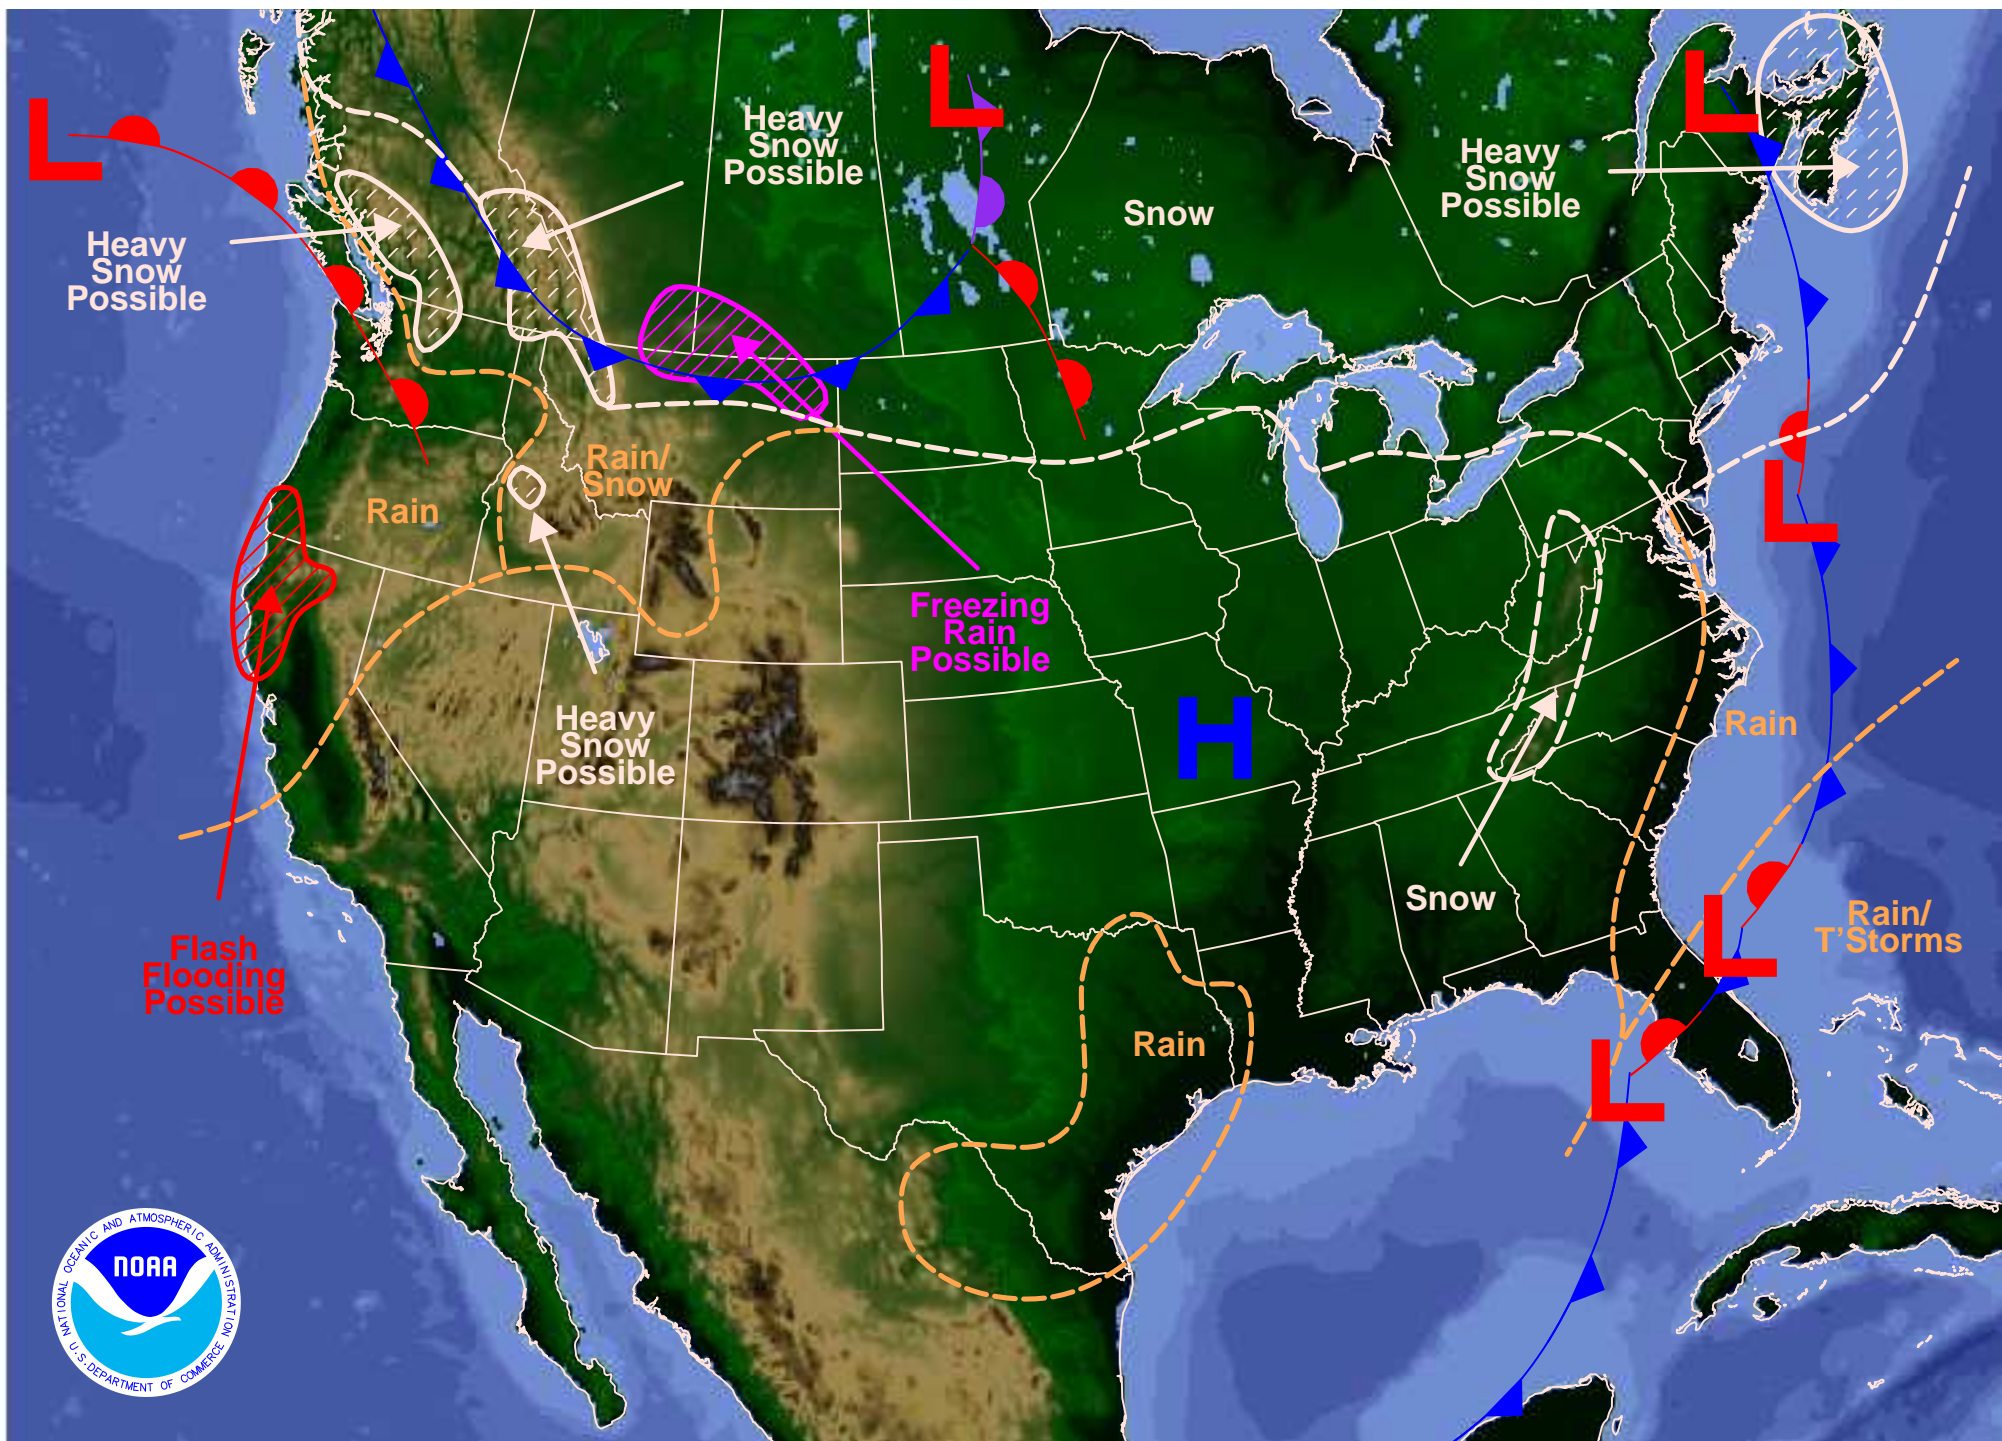 L
L
L
Heavy
Snow
Possible
Heavy
Snow
Possible
Snow
Heavy
Snow
Possible
Rain/
Snow
Rain
L
Freezing
Rain
Possible
Heavy
Snow
Possible
H
Rain
Snow
Rain/
T'Storms
L
Flash
Flooding
Possible
Rain
L
NATIONAL OCEANIC AND ATMOSPHERIC ADMINISTRATION
NOAA
U.S. DEPARTMENT OF COMMERCE